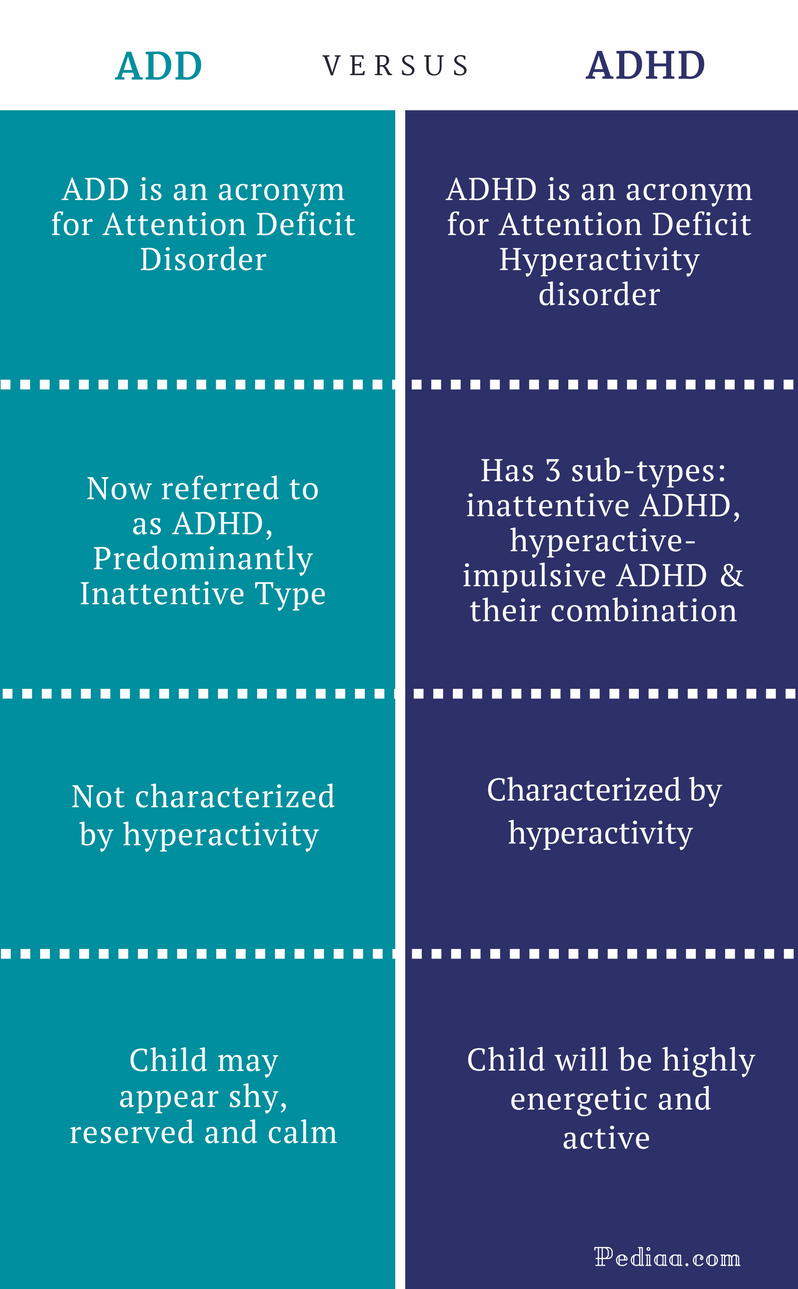 ADD VERSUS ADHD
ADD is an acronym
for Attention Deficit
Disorder
ADHD is an acronym
for Attention Deficit
Hyperactivity
disorder
Now referred to
as ADHD,
Predominantly
Inattentive Type
Has 3 sub-types:
inattentive ADHD,
hyperactive-
impulsive ADHD &
their combination
Not characterized
by hyperactivity
Characterized by
hyperactivity
Child may
appear shy,
reserved and calm
Child will be highly
energetic and
active
Pediaa.com